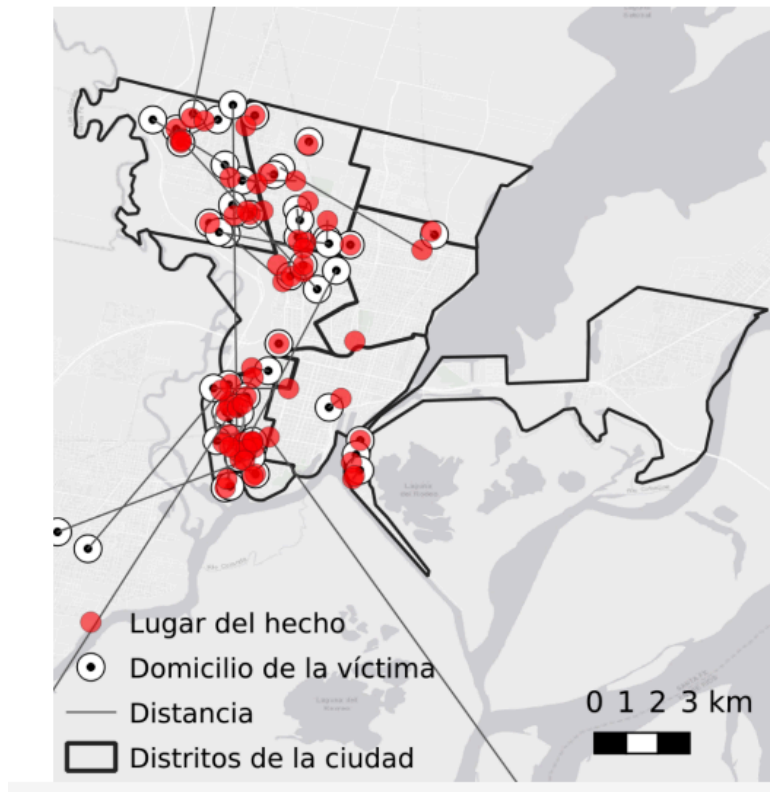 Lugar del hecho
Domicilio de la víctima
Distancia
Distritos de la ciudad
0 1 2 3 km